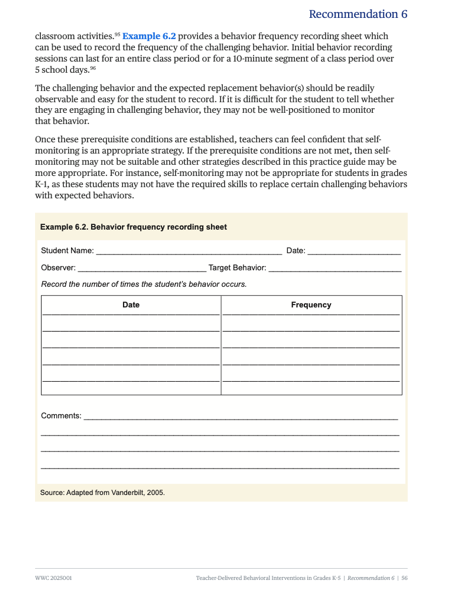 Recommendation 6
classroom activities.95 Example 6.2 provides a behavior frequency recording sheet which
can be used to record the frequency of the challenging behavior. Initial behavior recording
sessions can last for an entire class period or for a 10-minute segment of a class period over
5 school days.96
The challenging behavior and the expected replacement behavior(s) should be readily
observable and easy for the student to record. If it is difficult for the student to tell whether
they are engaging in challenging behavior, they may not be well-positioned to monitor
that behavior.
Once these prerequisite conditions are established, teachers can feel confident that self-
monitoring is an appropriate strategy. If the prerequisite conditions are not met, then self-
monitoring may not be suitable and other strategies described in this practice guide may be
more appropriate. For instance, self-monitoring may not be appropriate for students in grades
K-1, as these students may not have the required skills to replace certain challenging behaviors
with expected behaviors.
Example 6.2. Behavior frequency recording sheet
Student Name: Date:
Observer: Target Behavior:
Record the number of times the student's behavior occurs.
Date Frequency
Comments:
Source: Adapted from Vanderbilt, 2005.
WWC 2025001 Teacher-Delivered Behavioral Interventions in Grades K-5 | Recommendation 6 | 56